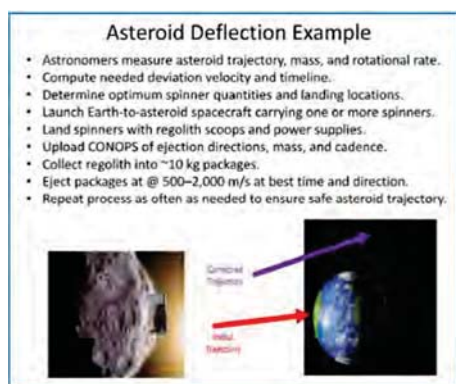 Asteroid Deflection Example
• Astronomers measure asteroid trajectory, mass, and rotational rate.
• Compute needed deviation velocity and timeline.
• Determine optimum spinner quantities and landing locations.
• Launch Earth-to-asteroid spacecraft carrying one or more spinners.
• Land spinners with regolith scoops and power supplies.
• Upload CONOPS of ejection directions, mass, and cadence.
• Collect regolith into ~10 kg packages.
• Eject packages at @ 500–2,000 m/s at best time and direction.
• Repeat process as often as needed to ensure safe asteroid trajectory.
Corrected
Trajectory
Initial
Trajectory